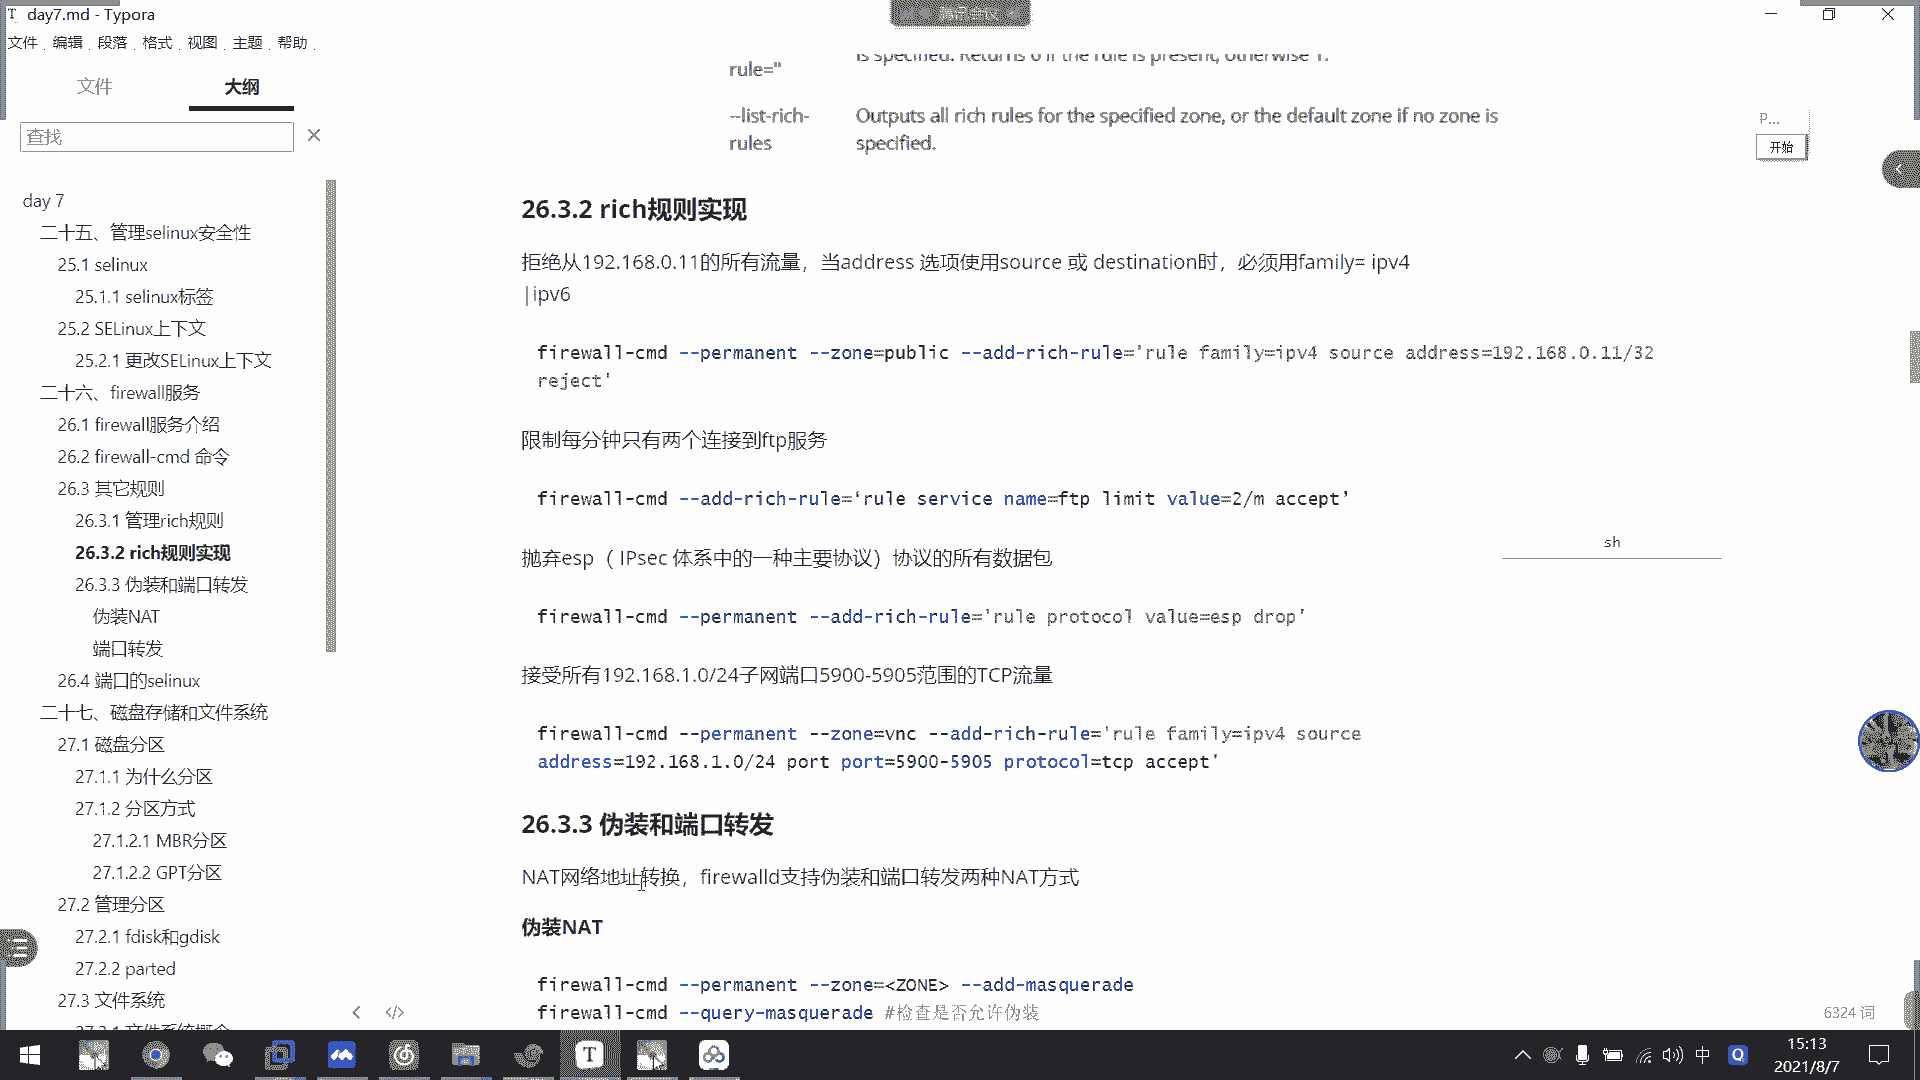 day7.md - Typora
文件 编辑 段落 格式 视图 主题 帮助
文件 大纲
查找
day 7
二十五、管理selinux安全性
25.1 selinux
25.1.1 selinux标签
25.2 SELinux上下文
25.2.1 更改SELinux上下文
二十六、firewall服务
26.1 firewall服务介绍
26.2 firewall-cmd 命令
26.3 其它规则
26.3.1 管理rich规则
26.3.2 rich规则实现
26.3.3 伪装和端口转发
伪装NAT
端口转发
26.4 端口的selinux
二十七、磁盘存储和文件系统
27.1 磁盘分区
27.1.1 为什么分区
27.1.2 分区方式
27.1.2.1 MBR分区
27.1.2.2 GPT分区
27.2 管理分区
27.2.1 fdisk和gdisk
27.2.2 parted
27.3 文件系统
27.3.1 文件系统概念
is specified. Returns 0 if the rule is present, otherwise 1.
rule=''
--list-rich-
rules
Outputs all rich rules for the specified zone, or the default zone if no zone is
specified.
26.3.2 rich规则实现
拒绝从192.168.0.11的所有流量，当address 选项使用source 或 destination时，必须用family= ipv4
|ipv6
firewall-cmd --permanent --zone=public --add-rich-rule='rule family=ipv4 source address=192.168.0.11/32
reject'
限制每分钟只有两个连接到ftp服务
firewall-cmd --add-rich-rule=‘rule service name=ftp limit value=2/m accept’
抛弃esp（ IPsec 体系中的一种主要协议）协议的所有数据包
firewall-cmd --permanent --add-rich-rule='rule protocol value=esp drop'
接受所有192.168.1.0/24子网端口5900-5905范围的TCP流量
firewall-cmd --permanent --zone=vnc --add-rich-rule='rule family=ipv4 source
address=192.168.1.0/24 port port=5900-5905 protocol=tcp accept'
26.3.3 伪装和端口转发
NAT网络地址转换，firewalld支持伪装和端口转发两种NAT方式
伪装NAT
firewall-cmd --permanent --zone=<ZONE> --add-masquerade
firewall-cmd --query-masquerade #检查是否允许伪装
P...
开始
sh
6324 词
中
15:13
2021/8/7